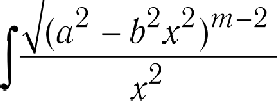 ∫ √(a² − b²x²)ᵐ⁻² / x²